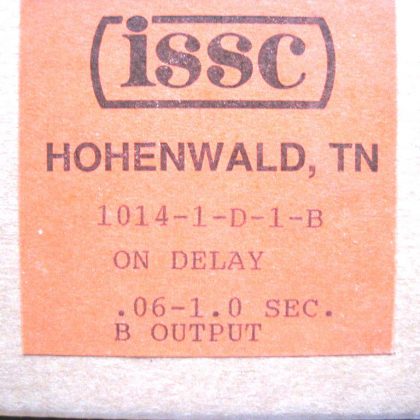 issc
HOHENWALD, TN
1014-1-D-1-B
ON DELAY
.06-1.0 SEC.
B OUTPUT